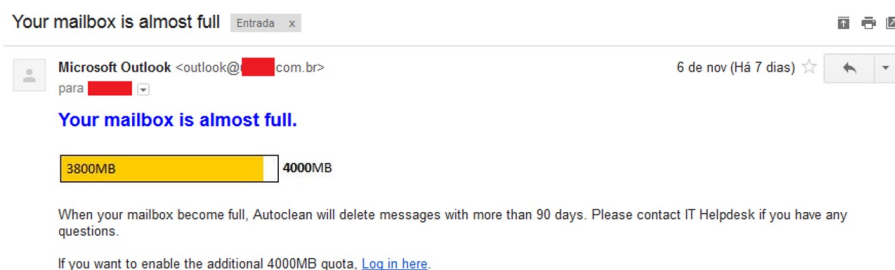 Your mailbox is almost full Entrada x
Microsoft Outlook <outlook@ com.br> 6 de nov (Há 7 dias)
para
Your mailbox is almost full.
3800MB 4000MB
When your mailbox become full, Autoclean will delete messages with more than 90 days. Please contact IT Helpdesk if you have any
questions.
If you want to enable the additional 4000MB quota, Log in here.